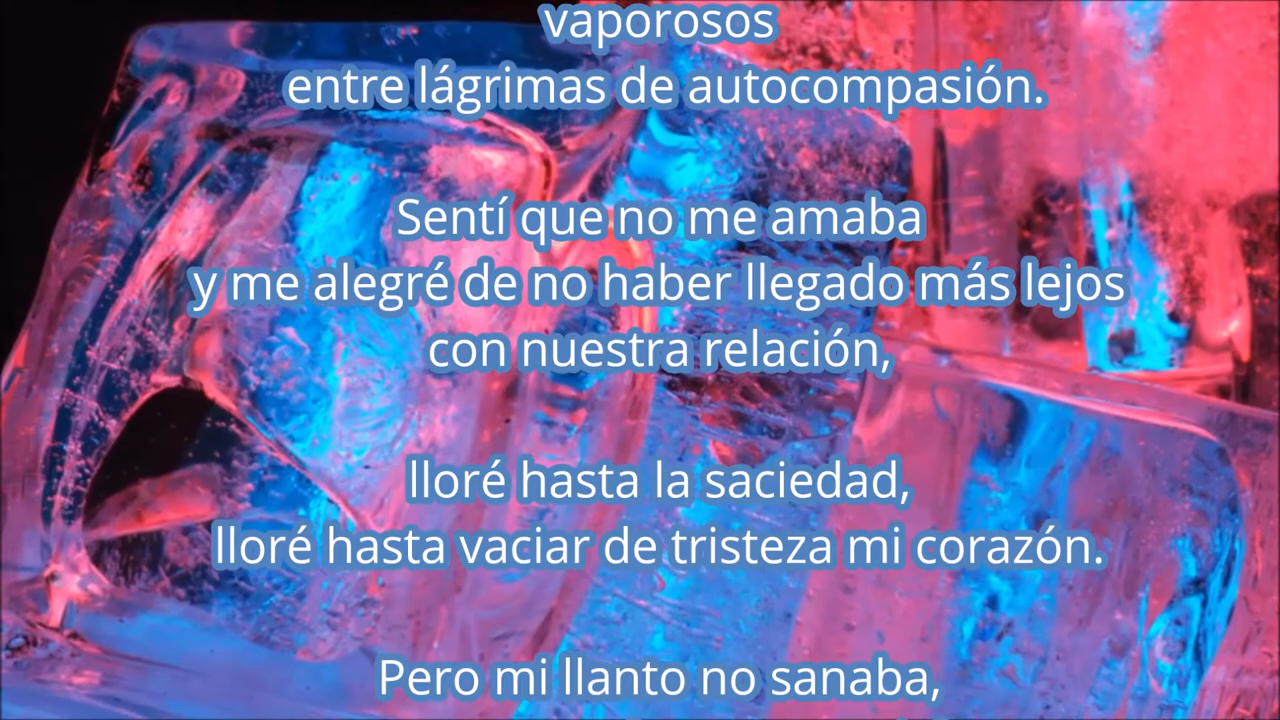 vaporosos
entre lágrimas de autocompasión.
Sentí que no me amaba
y me alegré de no haber llegado más lejos
con nuestra relación,
lloré hasta la saciedad,
lloré hasta vaciar de tristeza mi corazón.
Pero mi llanto no sanaba,